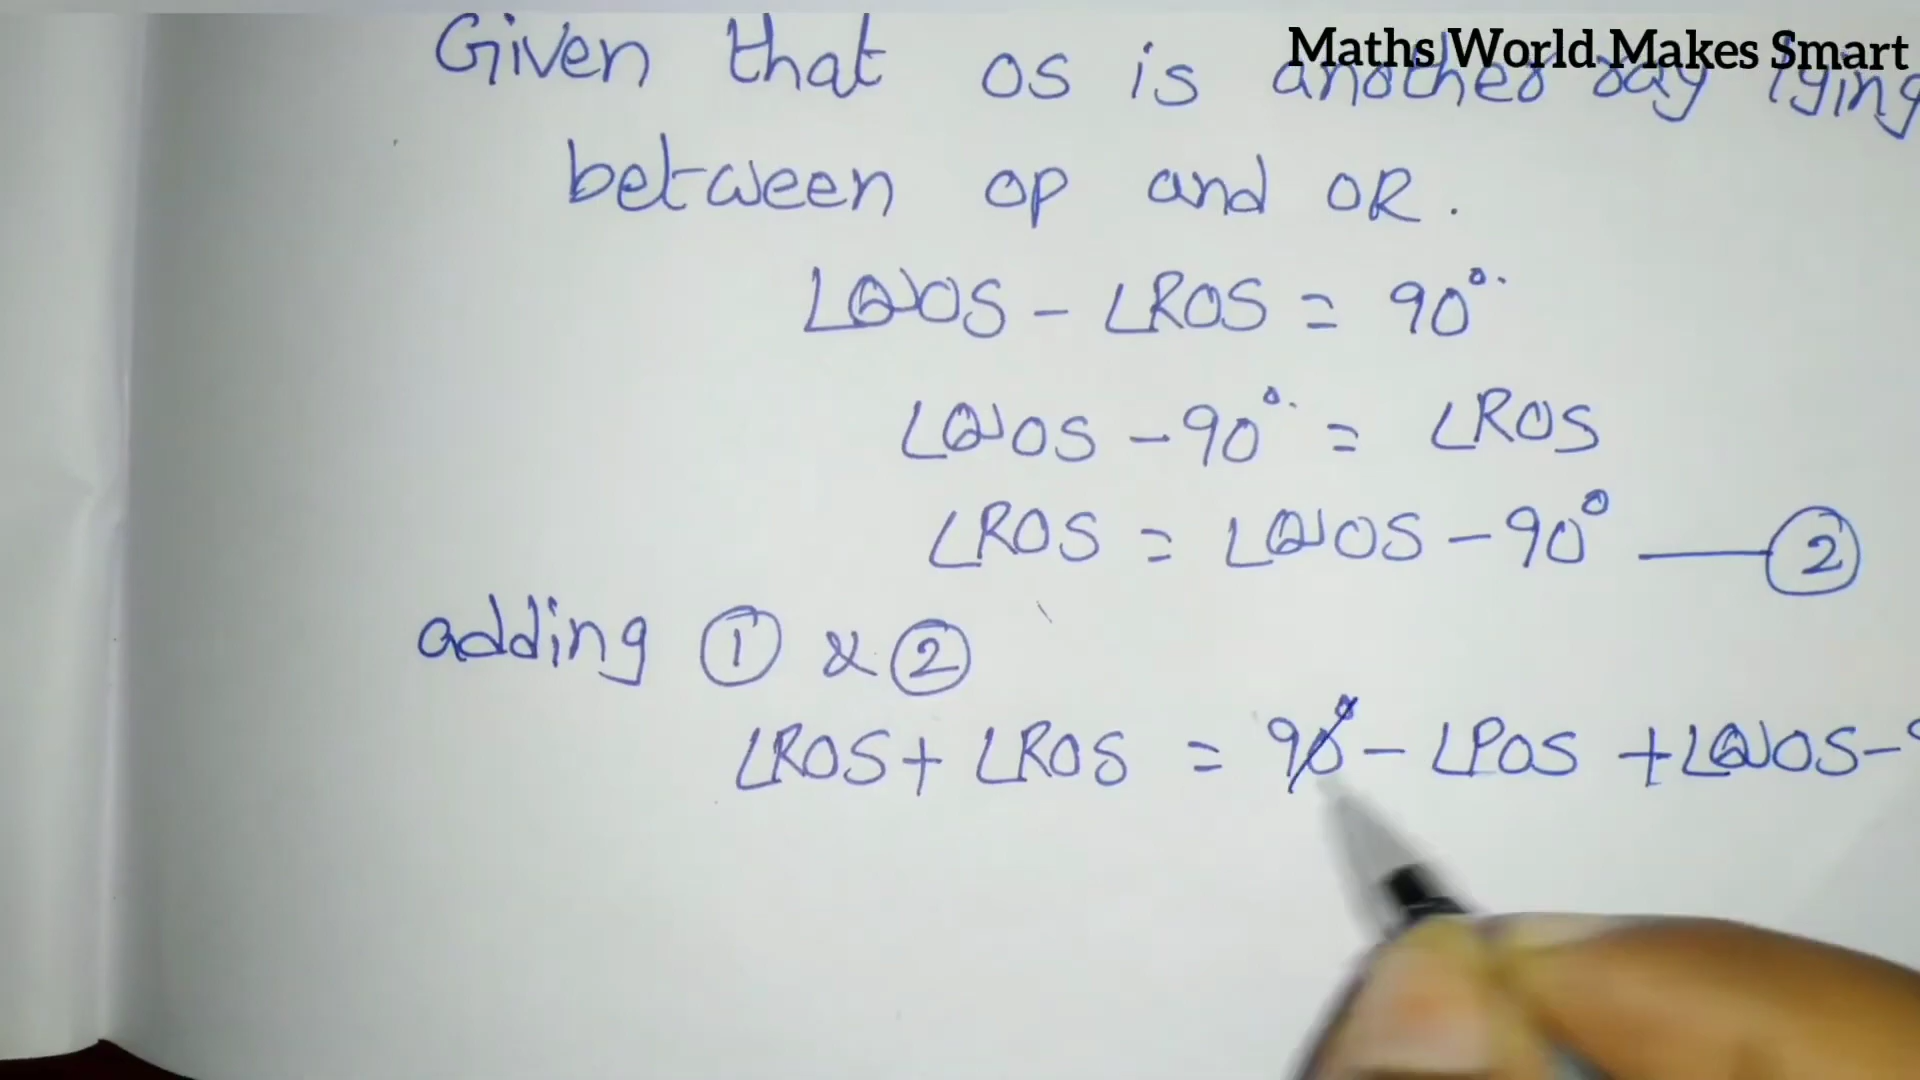 Maths World Makes Smart
Given that OS is another ray lying
between OP and OR.
∠QOS - ∠ROS = 90°.
∠QOS - 90°. = ∠ROS
∠ROS = ∠QOS - 90° — 2
adding 1 & 2
∠ROS + ∠ROS = 90° - ∠POS + ∠QOS -